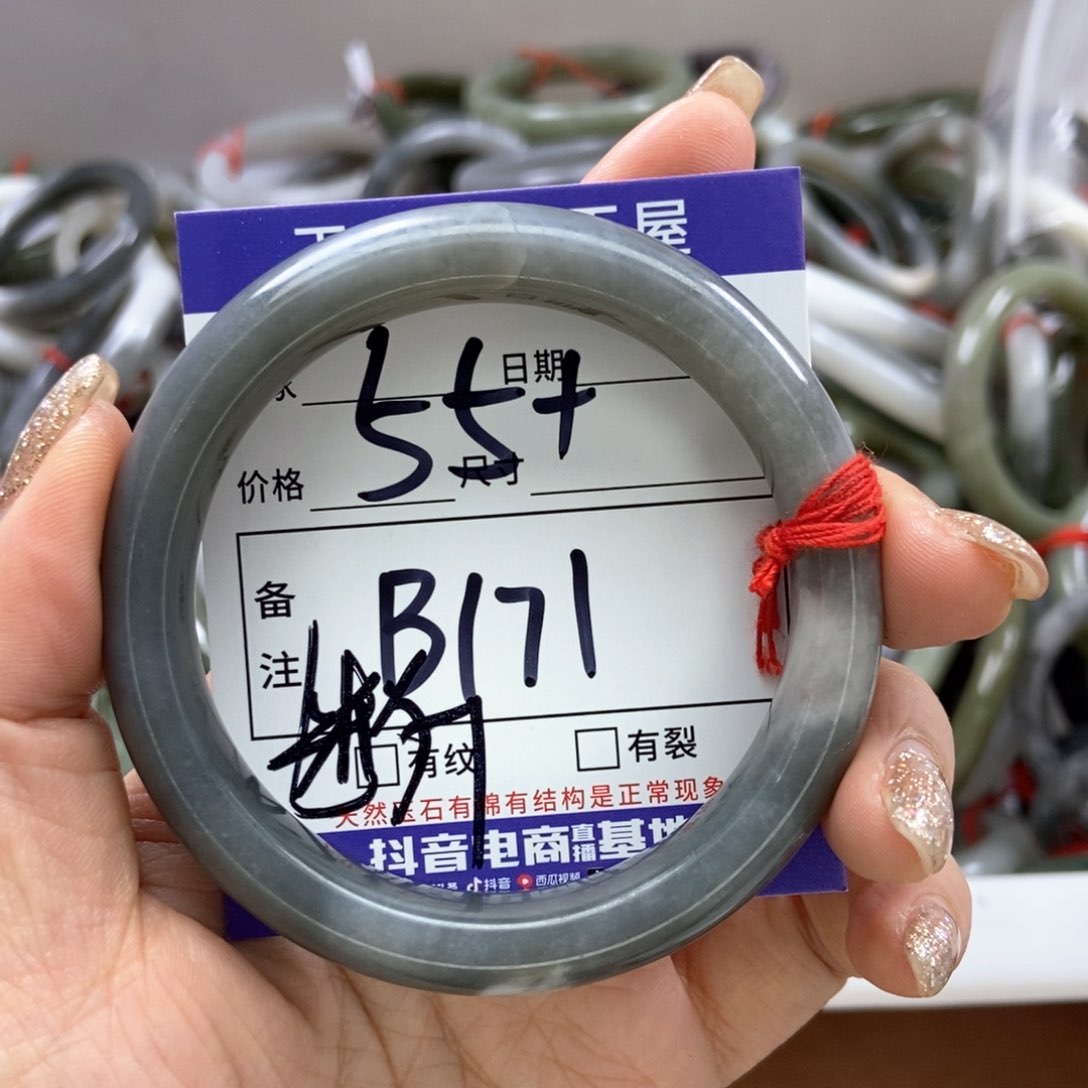 屋
55+
日期
价格
尺寸
备注
B171
有纹
有裂
天然玉石有棉有结构是正常现象
抖音电商直播基地
抖音 西瓜视频